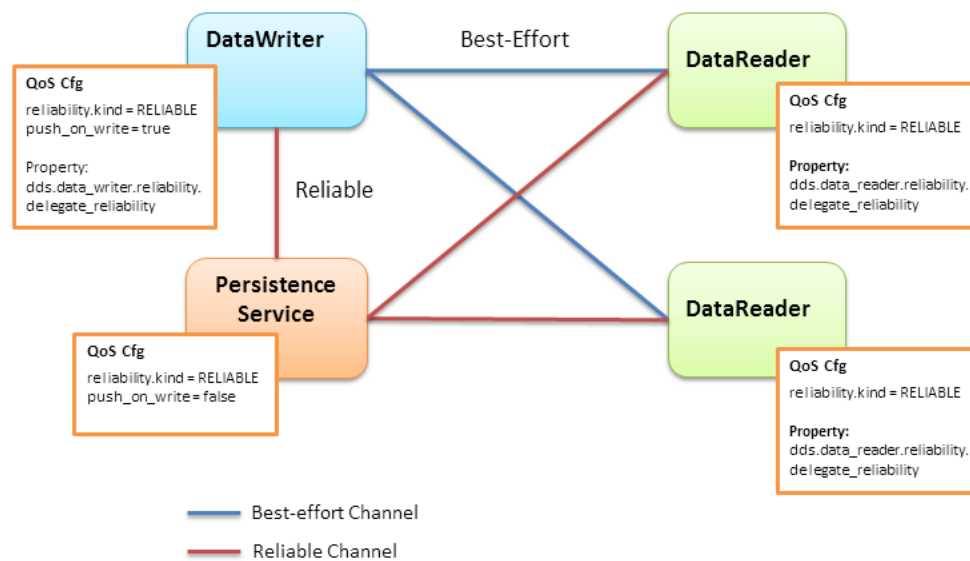 DataWriter
Best-Effort
DataReader
QoS Cfg
reliability.kind = RELIABLE
push_on_write = true
Property:
dds.data_writer.reliability.
delegate_reliability
QoS Cfg
reliability.kind = RELIABLE
Property:
dds.data_reader.reliability.
delegate_reliability
Reliable
Persistence
Service
DataReader
QoS Cfg
reliability.kind = RELIABLE
push_on_write = false
QoS Cfg
reliability.kind = RELIABLE
Property:
dds.data_reader.reliability.
delegate_reliability
Best-effort Channel
Reliable Channel